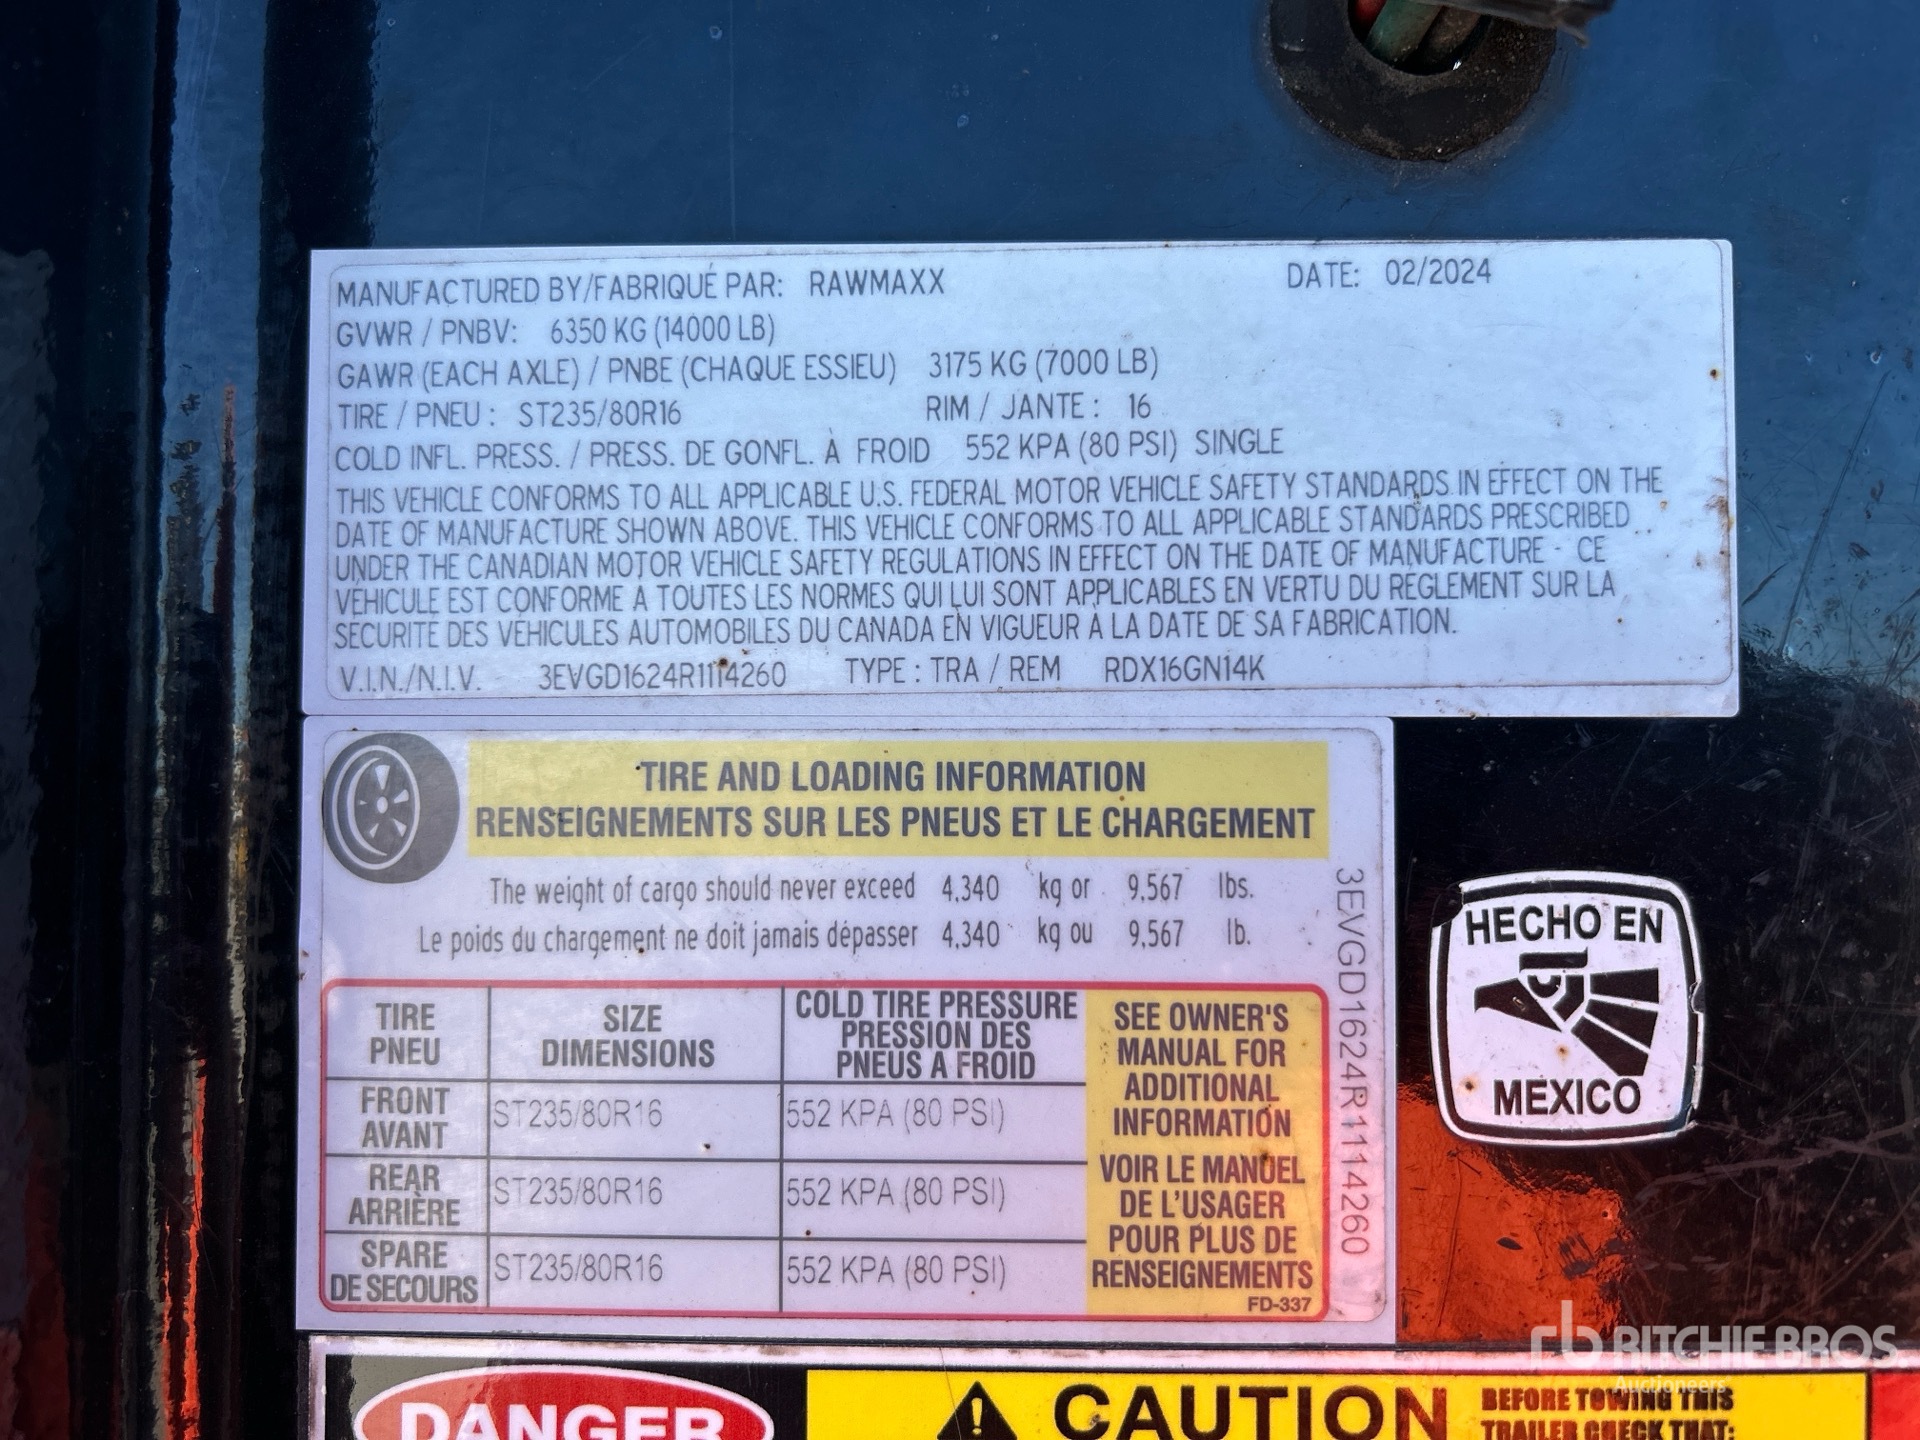 MANUFACTURED BY/FABRIQUÉ PAR: RAWMAXX DATE: 02/2024
GVWR / PNBV: 6350 KG (14000 LB)
GAWR (EACH AXLE) / PNBE (CHAQUE ESSIEU) 3175 KG (7000 LB)
TIRE / PNEU : ST235/80R16 RIM / JANTE : 16
COLD INFL. PRESS. / PRESS. DE GONFL. À FROID 552 KPA (80 PSI) SINGLE
THIS VEHICLE CONFORMS TO ALL APPLICABLE U.S. FEDERAL MOTOR VEHICLE SAFETY STANDARDS IN EFFECT ON THE
DATE OF MANUFACTURE SHOWN ABOVE. THIS VEHICLE CONFORMS TO ALL APPLICABLE STANDARDS PRESCRIBED
UNDER THE CANADIAN MOTOR VEHICLE SAFETY REGULATIONS IN EFFECT ON THE DATE OF MANUFACTURE - CE
VÉHICULE EST CONFORME À TOUTES LES NORMES QUI LUI SONT APPLICABLES EN VERTU DU RÈGLEMENT SUR LA
SÉCURITÉ DES VÉHICULES AUTOMOBILES DU CANADA EN VIGUEUR À LA DATE DE SA FABRICATION.
V.I.N./N.I.V. 3EVGD1624R1114260 TYPE : TRA / REM RDX16GN14K
TIRE AND LOADING INFORMATION
RENSEIGNEMENTS SUR LES PNEUS ET LE CHARGEMENT
The weight of cargo should never exceed 4,340 kg or 9,567 lbs.
Le poids du chargement ne doit jamais dépasser 4,340 kg ou 9,567 lb.
TIRE
PNEU
SIZE
DIMENSIONS
COLD TIRE PRESSURE
PRESSION DES
PNEUS A FROID
FRONT
AVANT
ST235/80R16
552 KPA (80 PSI)
REAR
ARRIÈRE
ST235/80R16
552 KPA (80 PSI)
SPARE
DE SECOURS
ST235/80R16
552 KPA (80 PSI)
SEE OWNER'S
MANUAL FOR
ADDITIONAL
INFORMATION
VOIR LE MANUEL
DE L'USAGER
POUR PLUS DE
RENSEIGNEMENTS
FD-337
3EVGD1624R1114260
HECHO EN
MEXICO
DANGER
CAUTION
BEFORE TOWING THIS
TRAILER CHECK THAT:
rb RITCHIE BROS.
Auctioneers